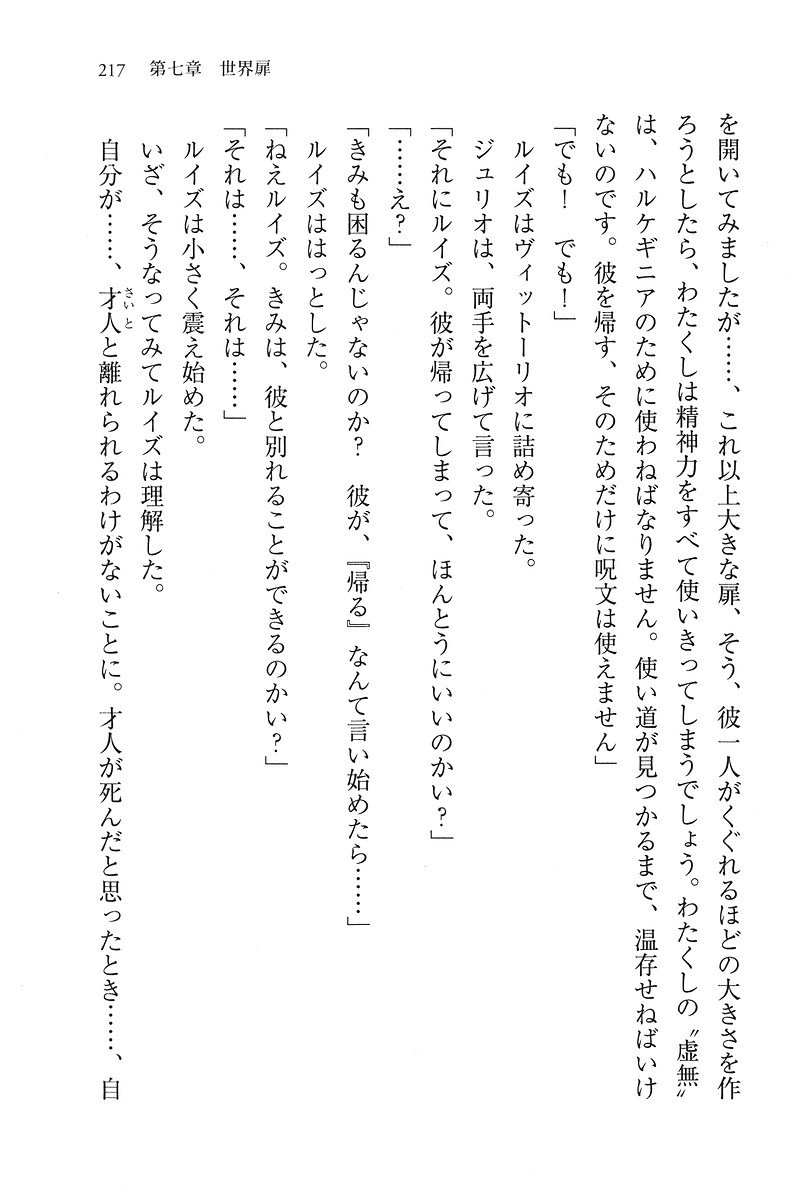 217　第七章　世界扉
を開いてみましたが……、これ以上大きな扉、そう、彼一人がくぐれるほどの大きさを作
ろうとしたら、わたくしは精神力をすべて使いきってしまうでしょう。わたくしの〝虚無〟
は、ハルケギニアのために使わねばなりません。使い道が見つかるまで、温存せねばいけ
ないのです。彼を帰す、そのためだけに呪文は使えません」
「でも！　でも！」
ルイズはヴィットーリオに詰め寄った。
ジュリオは、両手を広げて言った。
「それにルイズ。彼が帰ってしまって、ほんとうにいいのかい？」
「……え？」
「きみも困るんじゃないのか？　彼が、『帰る』なんて言い始めたら……」
ルイズははっとした。
「ねえルイズ。きみは、彼と別れることができるのかい？」
「それは……、それは……」
ルイズは小さく震え始めた。
いざ、そうなってみてルイズは理解した。
自分が……、才人と離れられるわけがないことに。才人が死んだと思ったとき……、自
さいと